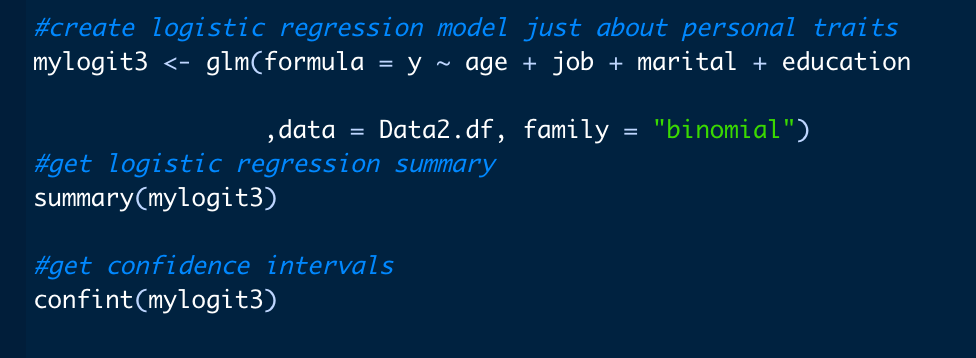 #create logistic regression model just about personal traits
mylogit3 <- glm(formula = y ~ age + job + marital + education
,data = Data2.df, family = "binomial")
#get logistic regression summary
summary(mylogit3)
#get confidence intervals
confint(mylogit3)